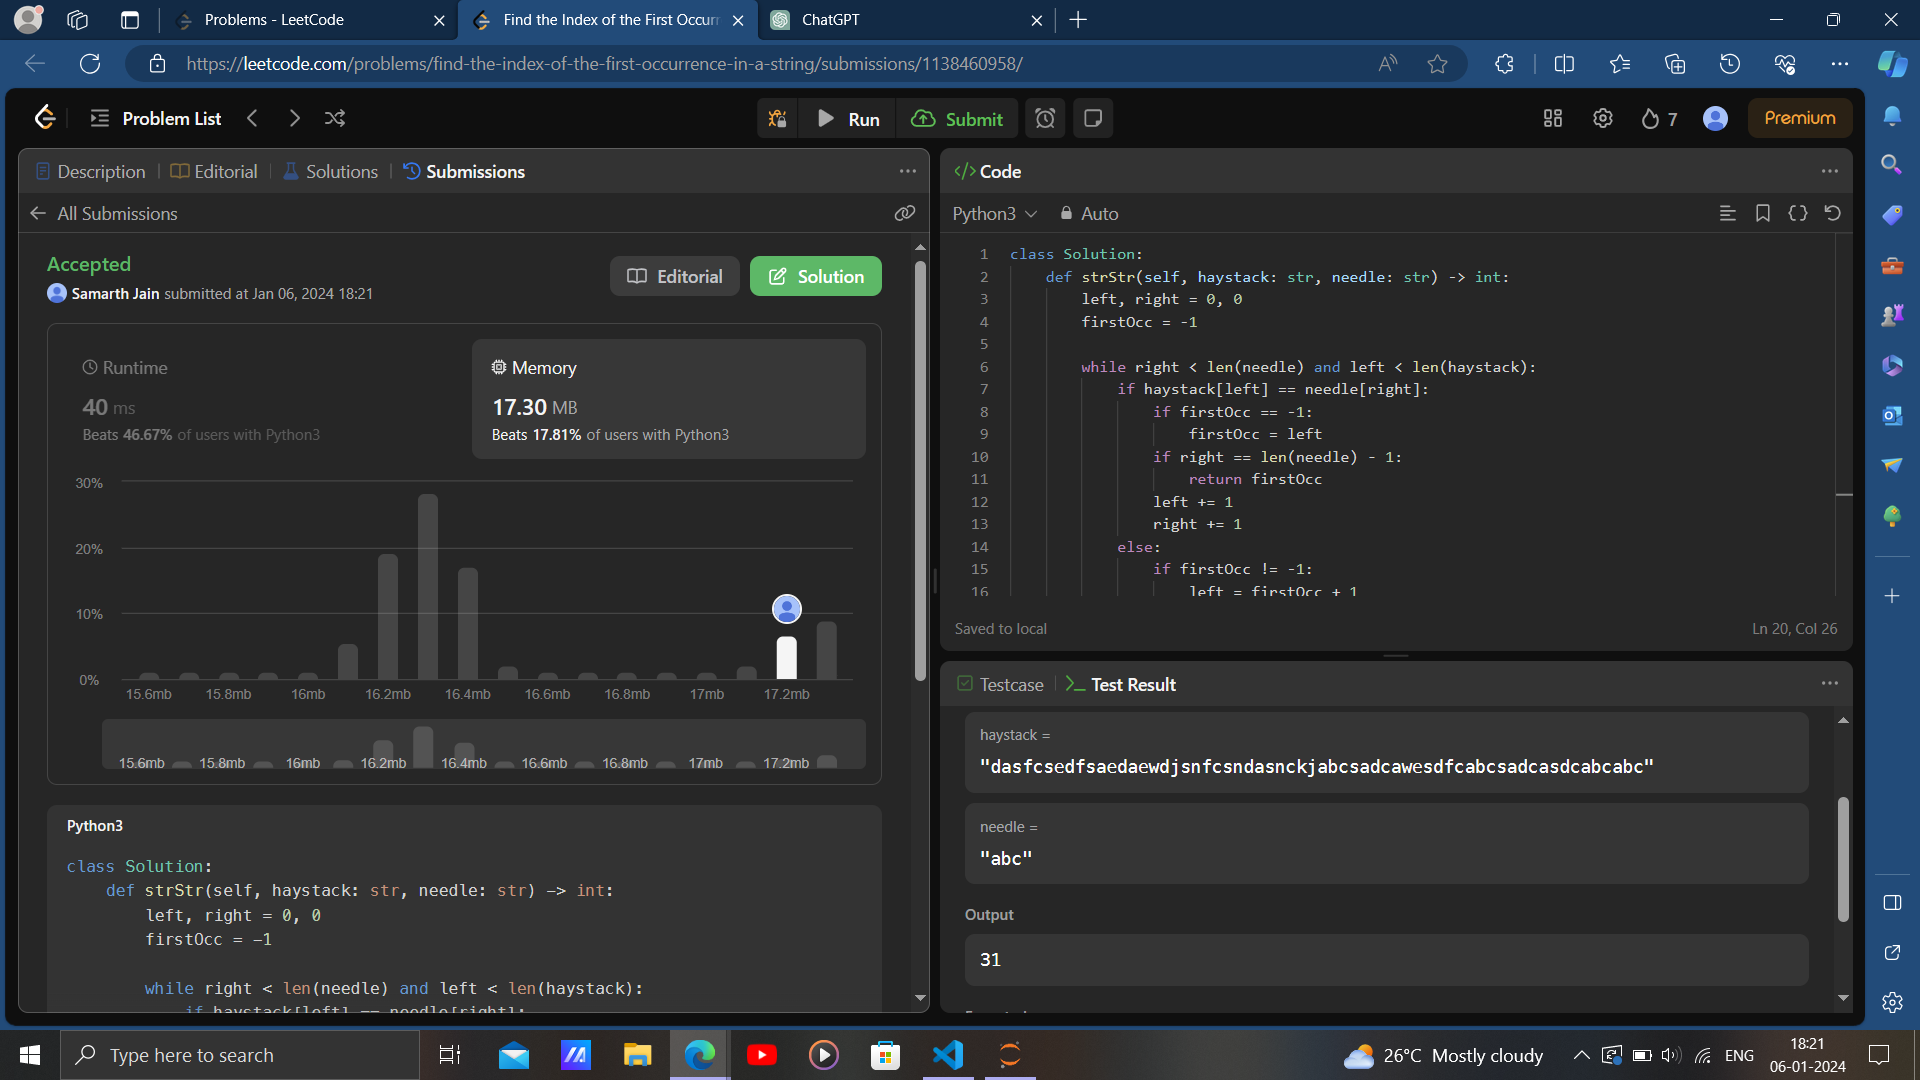 Problems - LeetCode
Find the Index of the First Occurr
ChatGPT
https://leetcode.com/problems/find-the-index-of-the-first-occurrence-in-a-string/submissions/1138460958/
Problem List
Run
Submit
7
Premium
Description
Editorial
Solutions
Submissions
All Submissions
Accepted
Samarth Jain submitted at Jan 06, 2024 18:21
Editorial
Solution
Runtime
40 ms
Beats 46.67% of users with Python3
Memory
17.30 MB
Beats 17.81% of users with Python3
30%
20%
10%
0%
15.6mb 15.8mb 16mb 16.2mb 16.4mb 16.6mb 16.8mb 17mb 17.2mb
15.6mb 15.8mb 16mb 16.2mb 16.4mb 16.6mb 16.8mb 17mb 17.2mb
Python3
class Solution:
def strStr(self, haystack: str, needle: str) -> int:
left, right = 0, 0
firstOcc = -1
while right < len(needle) and left < len(haystack):
if haystack[left] == needle[right]:
</> Code
Python3
Auto
1 class Solution:
2 def strStr(self, haystack: str, needle: str) -> int:
3 left, right = 0, 0
4 firstOcc = -1
5
6 while right < len(needle) and left < len(haystack):
7 if haystack[left] == needle[right]:
8 if firstOcc == -1:
9 firstOcc = left
10 if right == len(needle) - 1:
11 return firstOcc
12 left += 1
13 right += 1
14 else:
15 if firstOcc != -1:
16 left = firstOcc + 1
Saved to local
Ln 20, Col 26
Testcase
Test Result
haystack =
"dasfcsedfsaedaewdjsnfcsndasnckjabcsadcawesdfcabcsadcasdcabcabc"
needle =
"abc"
Output
31
Type here to search
26°C Mostly cloudy
ENG
18:21
06-01-2024